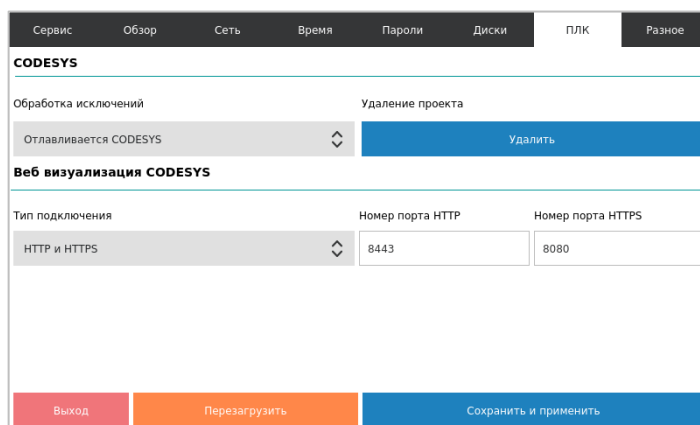 Сервис Обзор Сеть Время Пароли Диски ПЛК Разное
CODESYS
Обработка исключений Удаление проекта
Отлавливается CODESYS Удалить
Веб визуализация CODESYS
Тип подключения Номер порта HTTP Номер порта HTTPS
HTTP и HTTPS 8443 8080
Выход Перезагрузить Сохранить и применить